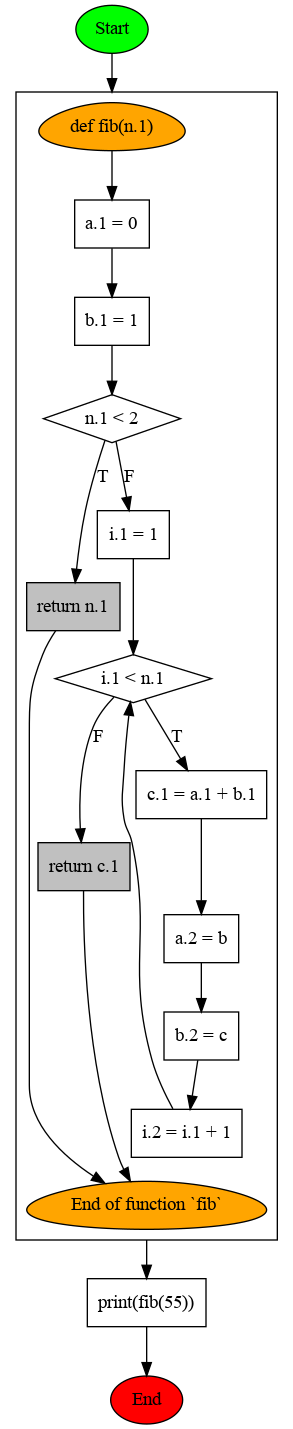 Start
def fib(n.1)
a.1 = 0
b.1 = 1
n.1 < 2
T
F
i.1 = 1
return n.1
i.1 < n.1
F
T
c.1 = a.1 + b.1
return c.1
a.2 = b
b.2 = c
i.2 = i.1 + 1
End of function `fib`
print(fib(55))
End